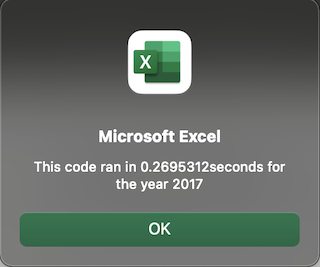 X
Microsoft Excel
This code ran in 0.2695312seconds for
the year 2017
OK